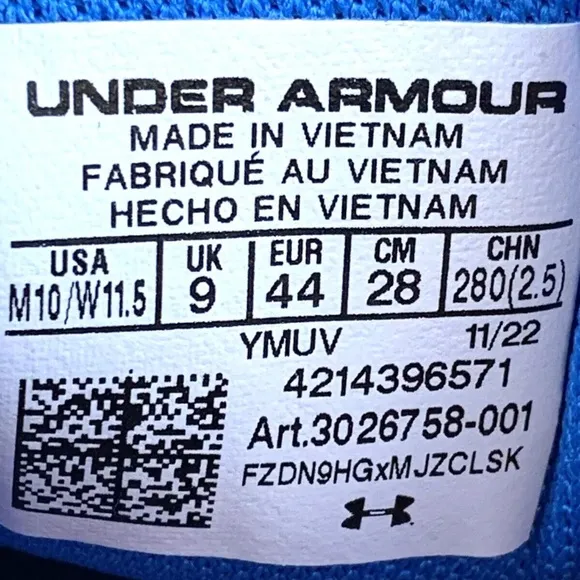 UNDER ARMOUR
MADE IN VIETNAM
FABRIQUÉ AU VIETNAM
HECHO EN VIETNAM
USA UK EUR CM CHN
M10/W11.5 9 44 28 280(2.5)
YMUV 11/22
4214396571
Art.3026758-001
FZDN9HGxMJZCLSK